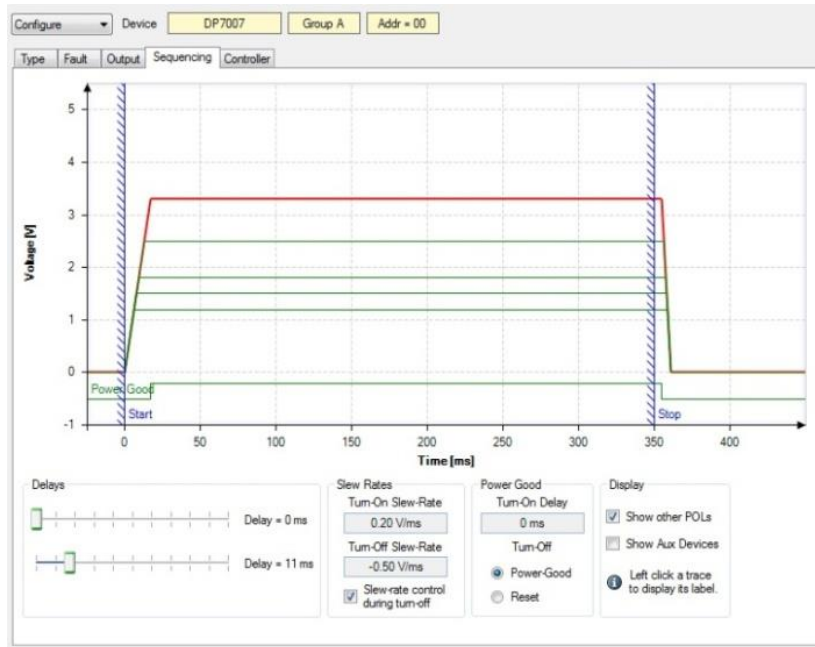 Configure Device DP7007 Group A Addr = 00
Type Fault Output Sequencing Controller
5
4
3
2
1
0
-1
Voltage [V]
Power Good
Start
Stop
0 50 100 150 200 250 300 350 400
Time [ms]
Delays
Delay = 0 ms
Delay = 11 ms
Slew Rates
Turn-On Slew-Rate
0.20 V/ms
Turn-Off Slew-Rate
-0.50 V/ms
Slew-rate control
during turn-off
Power Good
Turn-On Delay
0 ms
Turn-Off
Power-Good
Reset
Display
Show other POLs
Show Aux Devices
Left click a trace
to display its label.